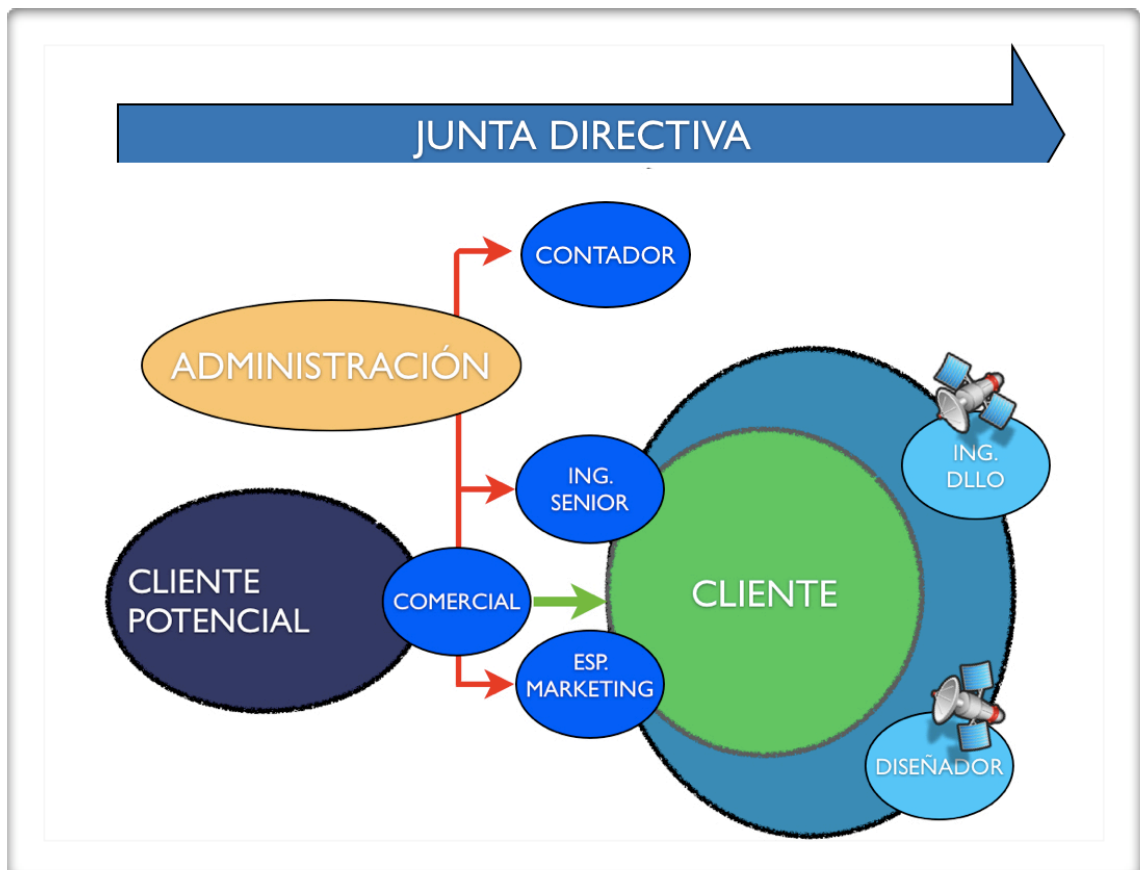 JUNTA DIRECTIVA
CONTADOR
ADMINISTRACIÓN
ING.
DLLO
ING.
SENIOR
CLIENTE
POTENCIAL
COMERCIAL
CLIENTE
ESP.
MARKETING
DISEÑADOR